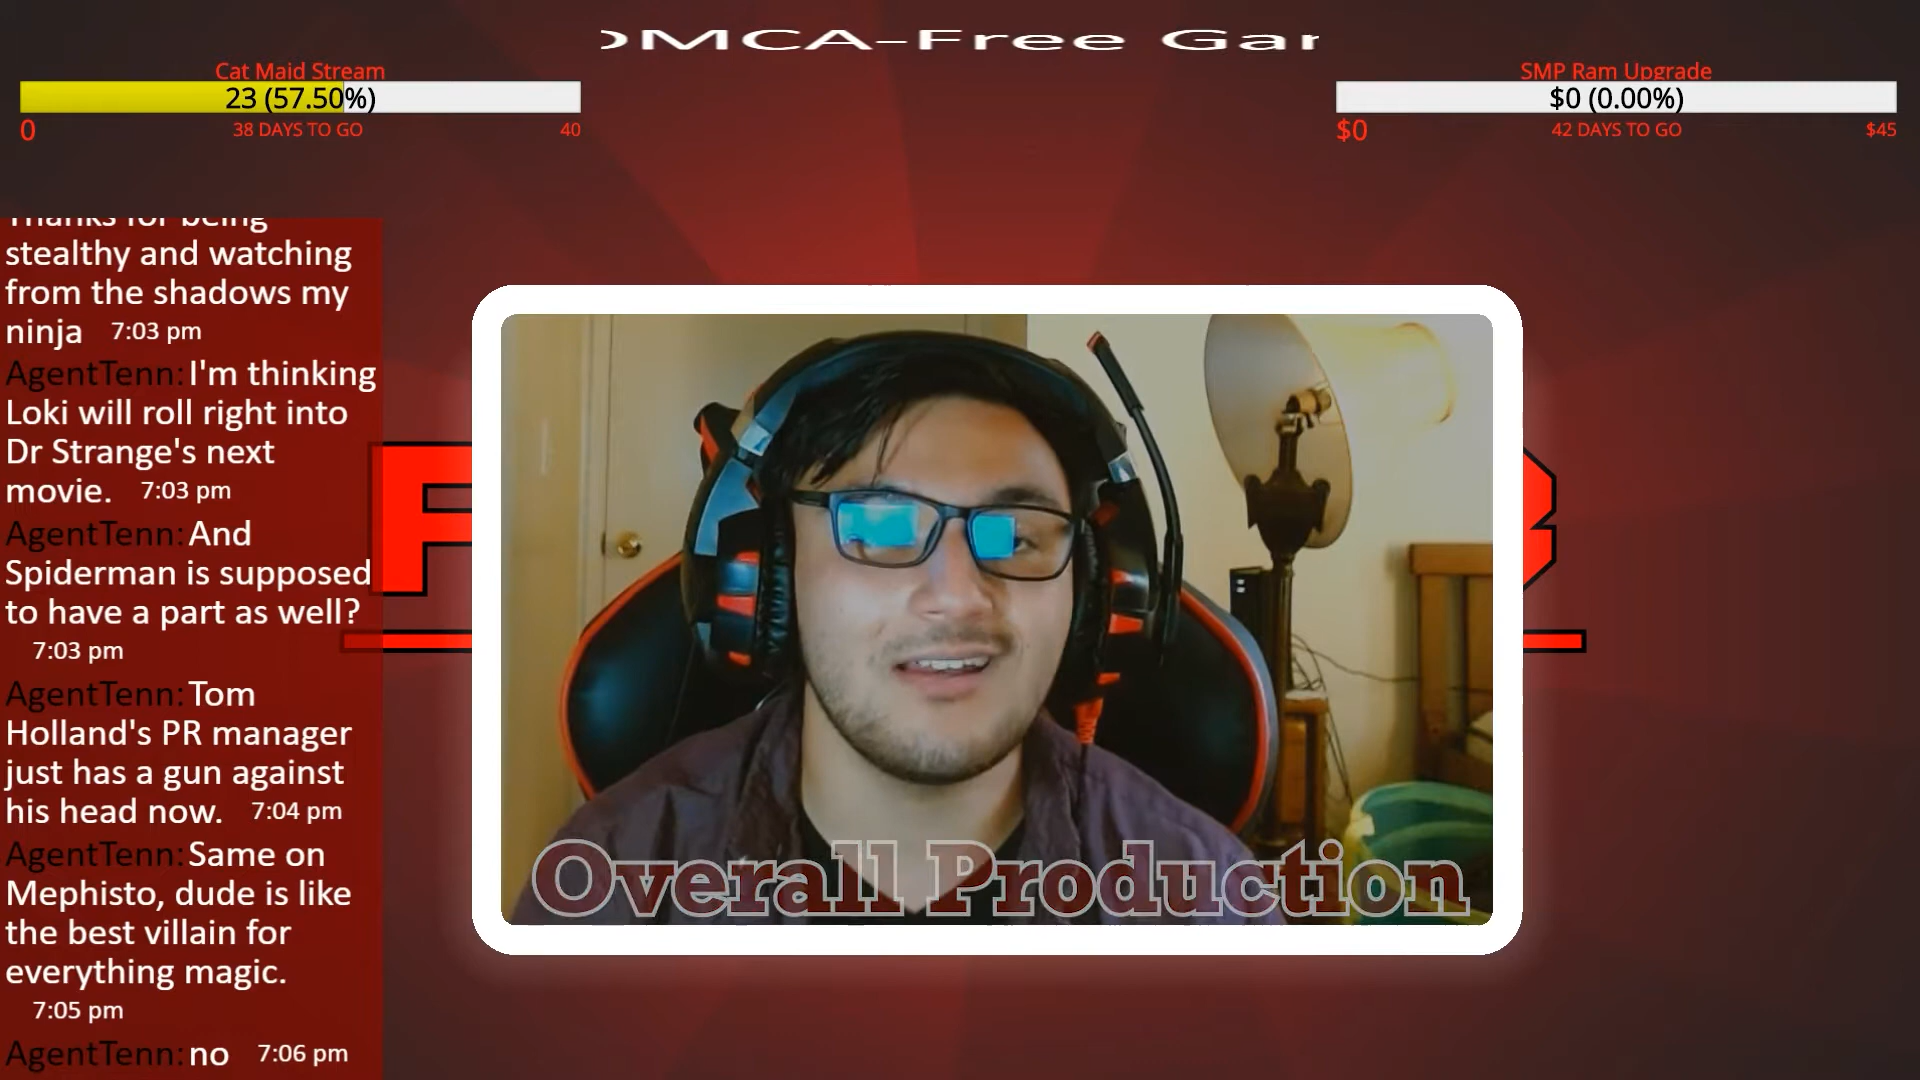 DMCA-Free Gar
Cat Maid Stream
23 (57.50%)
0
38 DAYS TO GO
40
SMP Ram Upgrade
$0 (0.00%)
$0
42 DAYS TO GO
$45
Thanks for being
stealthy and watching
from the shadows my
ninja 7:03 pm
AgentTenn: I'm thinking
Loki will roll right into
Dr Strange's next
movie. 7:03 pm
AgentTenn: And
Spiderman is supposed
to have a part as well?
7:03 pm
AgentTenn: Tom
Holland's PR manager
just has a gun against
his head now. 7:04 pm
AgentTenn: Same on
Mephisto, dude is like
the best villain for
everything magic.
7:05 pm
AgentTenn: no 7:06 pm
Overall Production